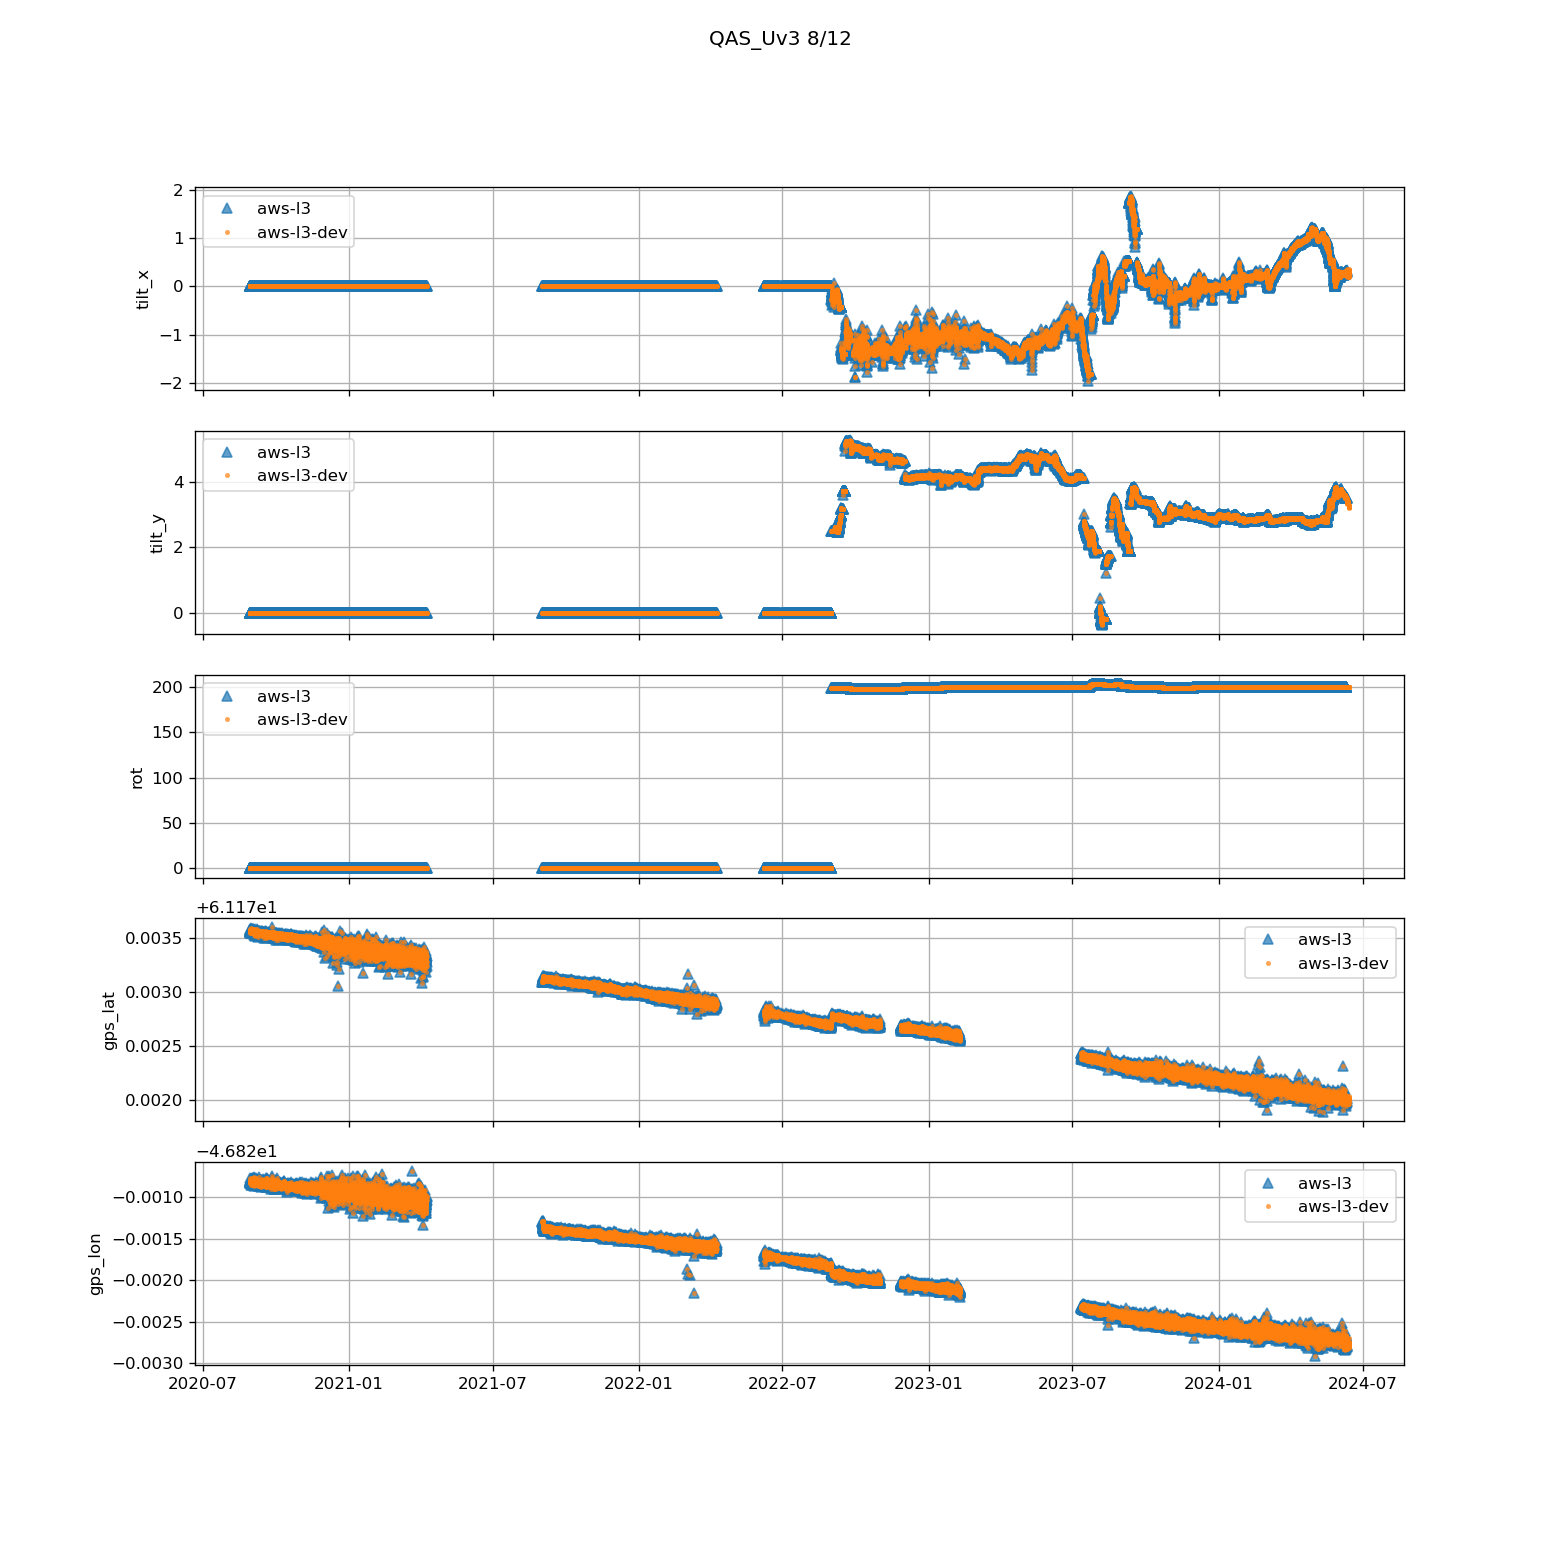 QAS_Uv3 8/12
2
1
0
−1
−2
tilt_x
aws-l3
aws-l3-dev
4
2
0
tilt_y
aws-l3
aws-l3-dev
200
150
100
50
0
rot
aws-l3
aws-l3-dev
+6.117e1
0.0035
0.0030
0.0025
0.0020
gps_lat
aws-l3
aws-l3-dev
−4.682e1
−0.0010
−0.0015
−0.0020
−0.0025
−0.0030
gps_lon
aws-l3
aws-l3-dev
2020-07 2021-01 2021-07 2022-01 2022-07 2023-01 2023-07 2024-01 2024-07